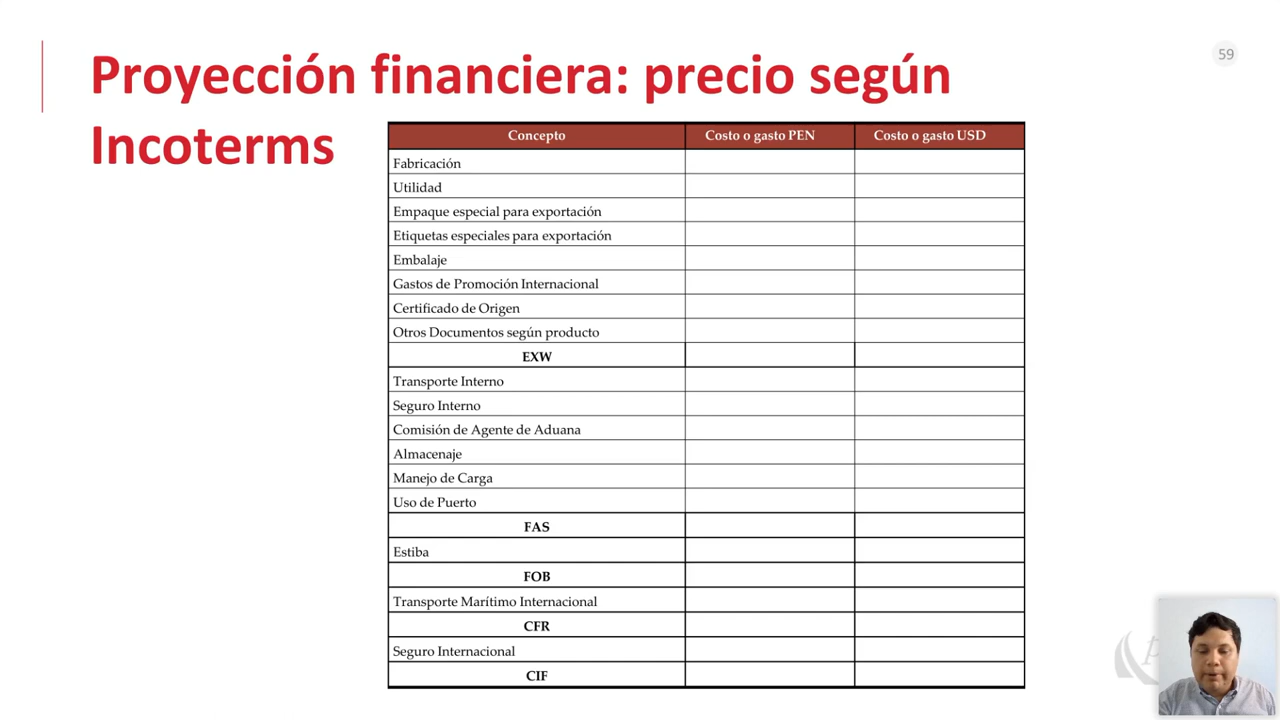 59
Proyección financiera: precio según
Incoterms
Concepto Costo o gasto PEN Costo o gasto USD
Fabricación
Utilidad
Empaque especial para exportación
Etiquetas especiales para exportación
Embalaje
Gastos de Promoción Internacional
Certificado de Origen
Otros Documentos según producto
EXW
Transporte Interno
Seguro Interno
Comisión de Agente de Aduana
Almacenaje
Manejo de Carga
Uso de Puerto
FAS
Estiba
FOB
Transporte Marítimo Internacional
CFR
Seguro Internacional
CIF